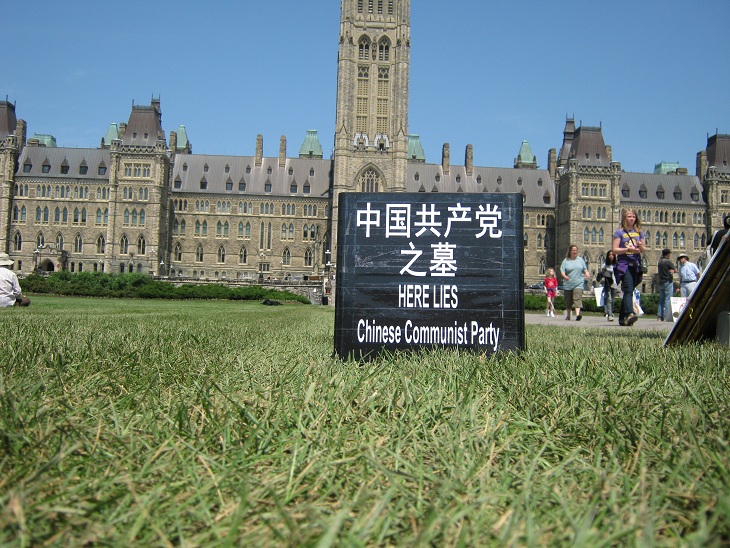 中国共产党
之墓
HERE LIES
Chinese Communist Party